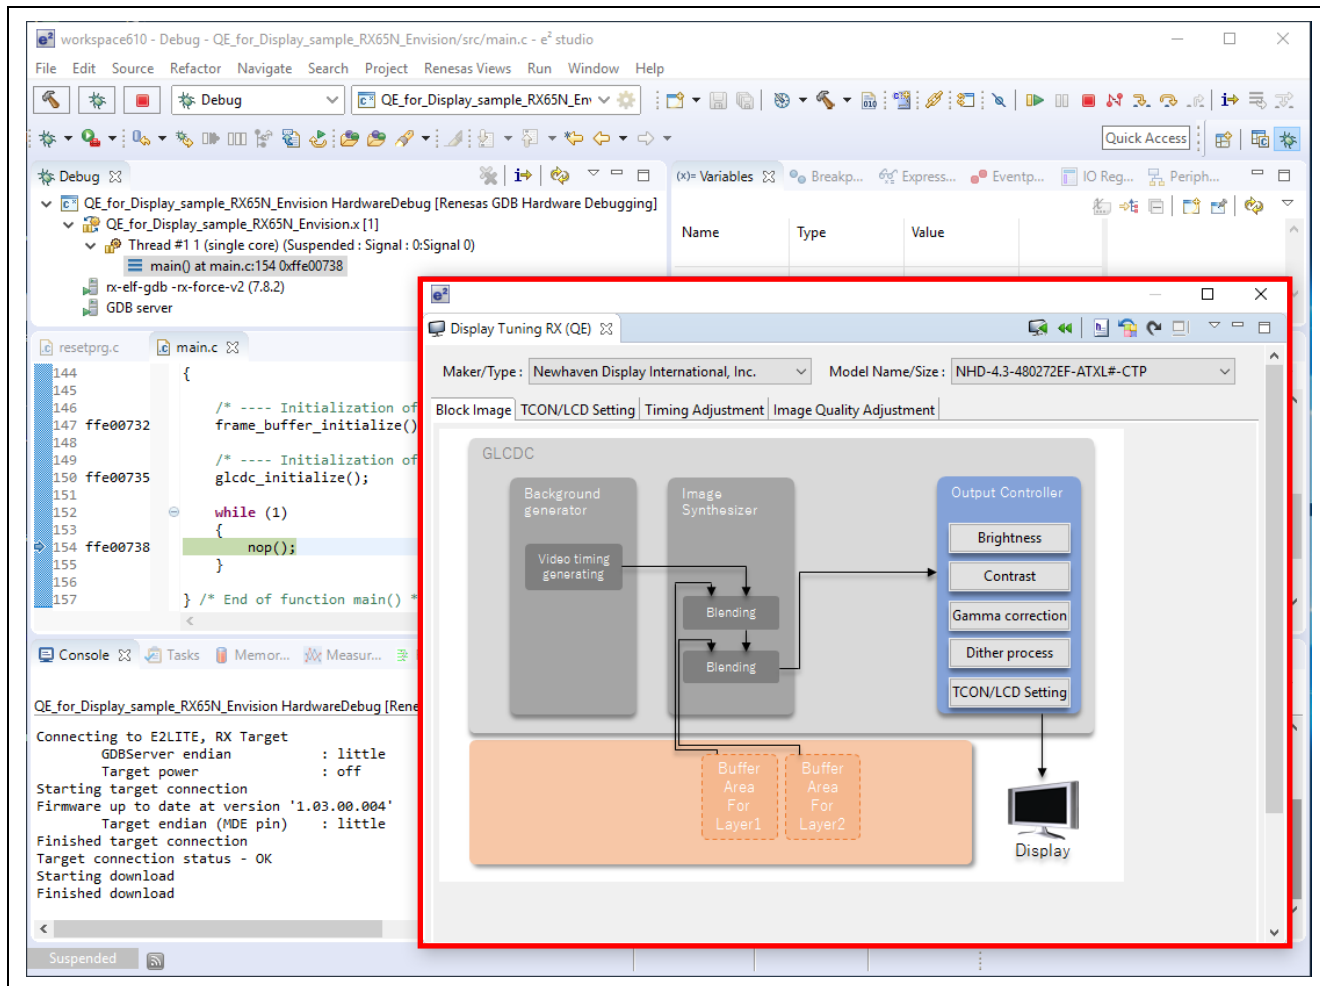 workspace610 - Debug - QE_for_Display_sample_RX65N_Envision/src/main.c - e² studio
File Edit Source Refactor Navigate Search Project Renesas Views Run Window Help
Debug
QE_for_Display_sample_RX65N_En
Quick Access
Debug
(x)= Variables
Breakp...
Express...
Eventp...
IO Reg...
Periph...
QE_for_Display_sample_RX65N_Envision HardwareDebug [Renesas GDB Hardware Debugging]
QE_for_Display_sample_RX65N_Envision.x [1]
Thread #1 1 (single core) (Suspended : Signal : 0:Signal 0)
main() at main.c:154 0xffe00738
rx-elf-gdb -rx-force-v2 (7.8.2)
GDB server
Name Type Value
resetprg.c
main.c
144 {
145
146 /* ---- Initialization of
147 ffe00732 frame_buffer_initialize()
148
149 /* ---- Initialization of
150 ffe00735 glcdc_initialize();
151
152 while (1)
153 {
154 ffe00738 nop();
155 }
156
157 } /* End of function main() *
Console
Tasks
Memor...
Measur...
QE_for_Display_sample_RX65N_Envision HardwareDebug [Rene
Connecting to E2LITE, RX Target
GDBServer endian : little
Target power : off
Starting target connection
Firmware up to date at version '1.03.00.004'
Target endian (MDE pin) : little
Finished target connection
Target connection status - OK
Starting download
Finished download
Suspended
Display Tuning RX (QE)
Maker/Type : Newhaven Display International, Inc.
Model Name/Size : NHD-4.3-480272EF-ATXL#-CTP
Block Image
TCON/LCD Setting
Timing Adjustment
Image Quality Adjustment
GLCDC
Background
generator
Video timing
generating
Image
Synthesizer
Blending
Blending
Output Controller
Brightness
Contrast
Gamma correction
Dither process
TCON/LCD Setting
Buffer
Area
For
Layer1
Buffer
Area
For
Layer2
Display